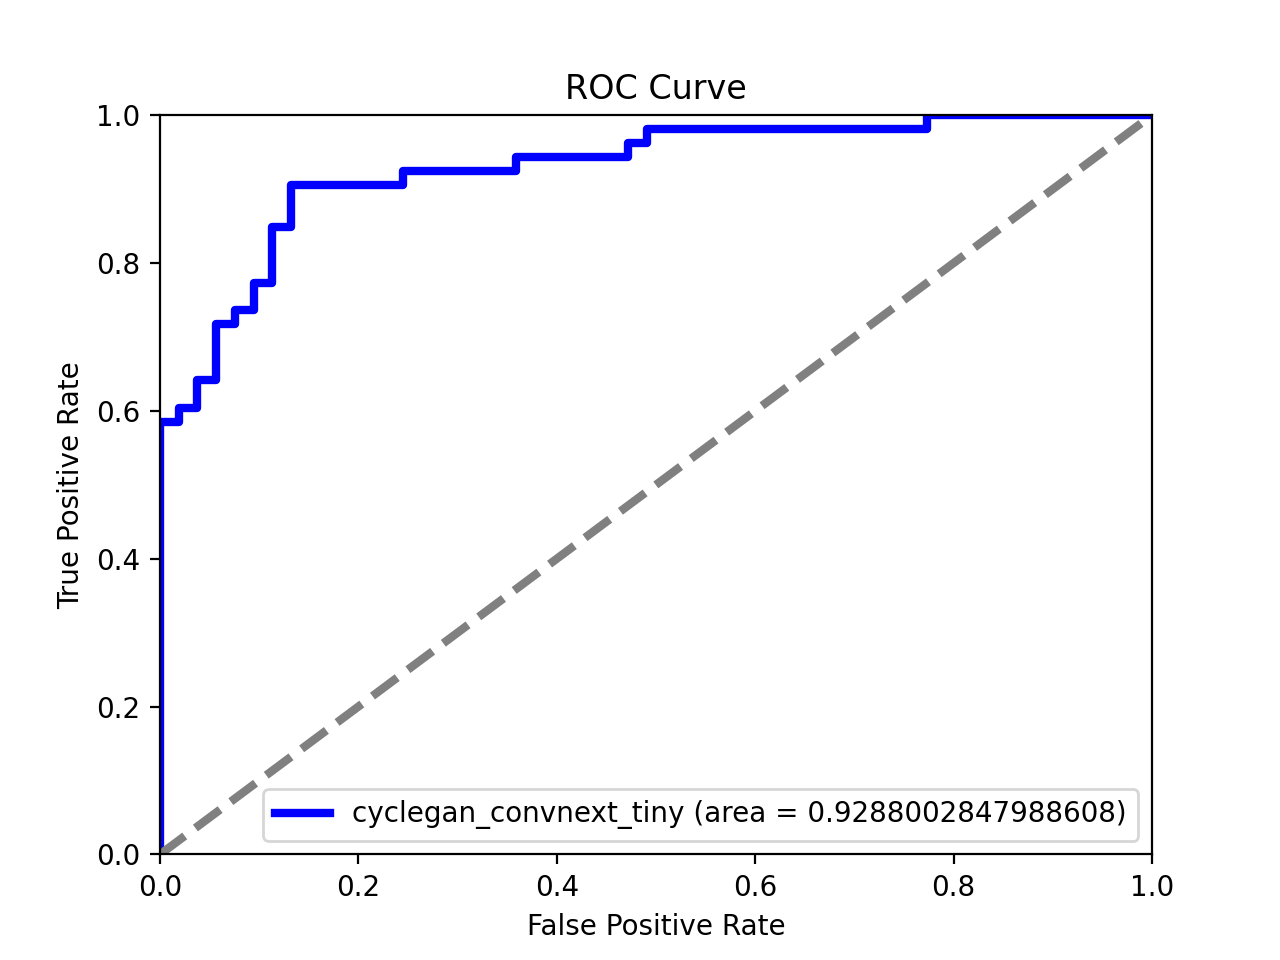 ROC Curve
1.0
0.8
0.6
0.4
0.2
0.0
True Positive Rate
cyclegan_convnext_tiny (area = 0.9288002847988608)
0.0 0.2 0.4 0.6 0.8 1.0
False Positive Rate